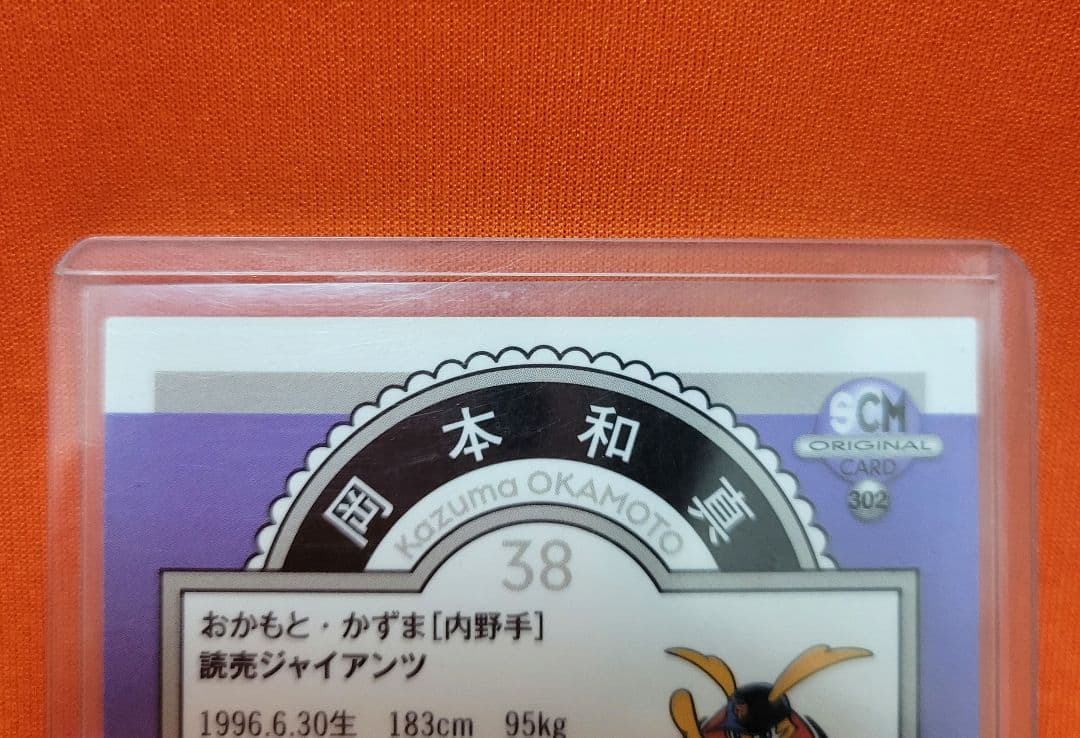 岡本和真
Kazuma OKAMOTO
38
SCM
ORIGINAL
CARD
302
おかもと・かずま[内野手]
読売ジャイアンツ
1996.6.30生 183cm 95kg